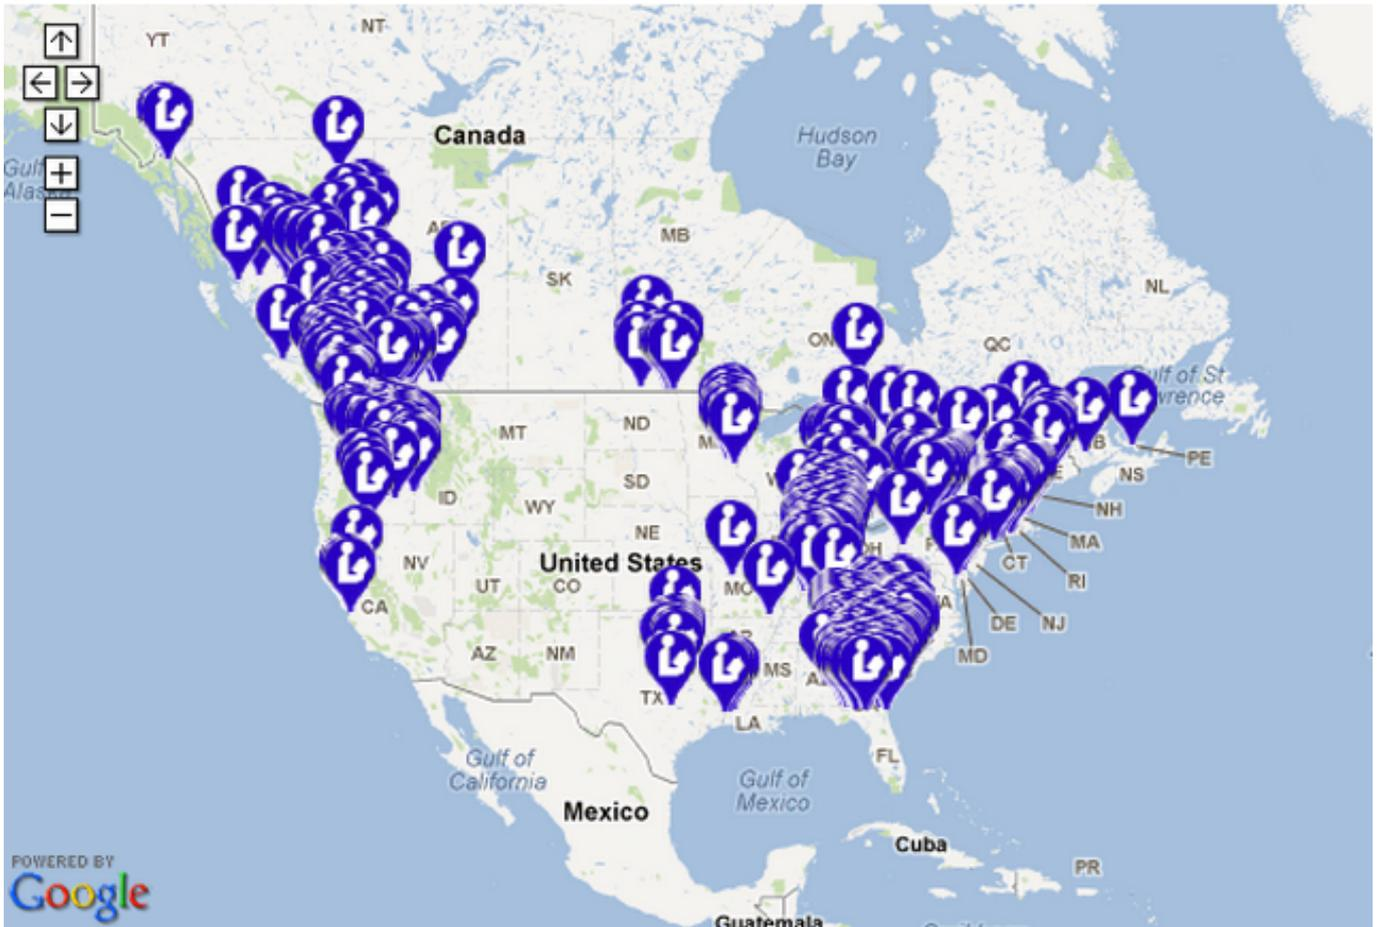 YT
NT
Canada
Hudson
Bay
Gulf
Alaska
MB
SK
NL
ON
QC
Gulf of St
wrence
MT
ND
PE
NS
ID
SD
WY
NH
NE
MA
NV
United States
OH
CT
UT
CO
MO
RI
CA
DE
NJ
AZ
NM
MS
MD
TX
LA
FL
Gulf of
California
Gulf of
Mexico
Mexico
Cuba
POWERED BY
Google
PR
Guatemala